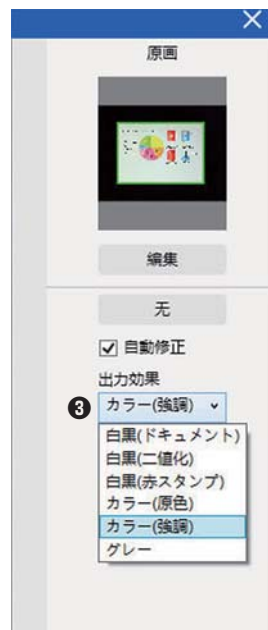 原画
編集
无
自動修正
出力効果
❸ カラー(強調)
白黒(ドキュメント)
白黒(二値化)
白黒(赤スタンプ)
カラー(原色)
カラー(強調)
グレー